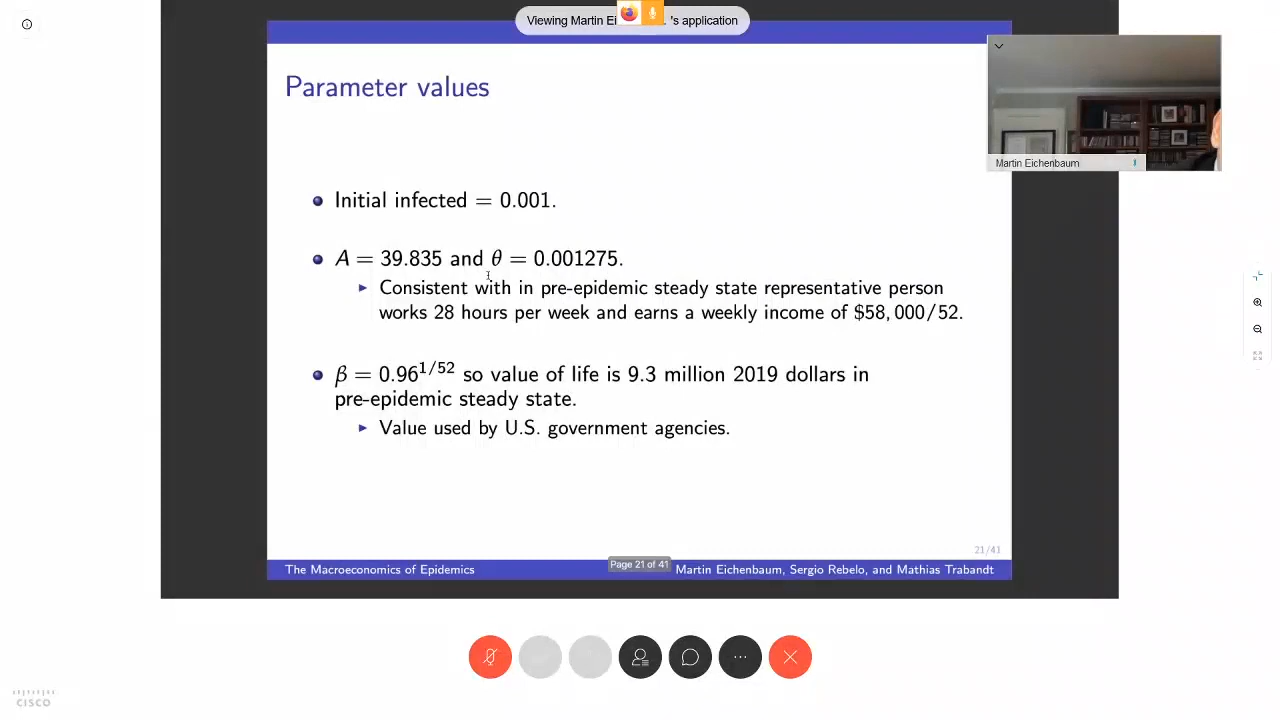 Viewing Martin Ei
.'s application
Parameter values
Martin Eichenbaum
Initial infected = 0.001.
A = 39.835 and θ = 0.001275.
Consistent with in pre-epidemic steady state representative person
works 28 hours per week and earns a weekly income of $58,000/52.
β = 0.96^1/52 so value of life is 9.3 million 2019 dollars in
pre-epidemic steady state.
Value used by U.S. government agencies.
21/41
The Macroeconomics of Epidemics
Page 21 of 41
Martin Eichenbaum, Sergio Rebelo, and Mathias Trabandt
CISCO